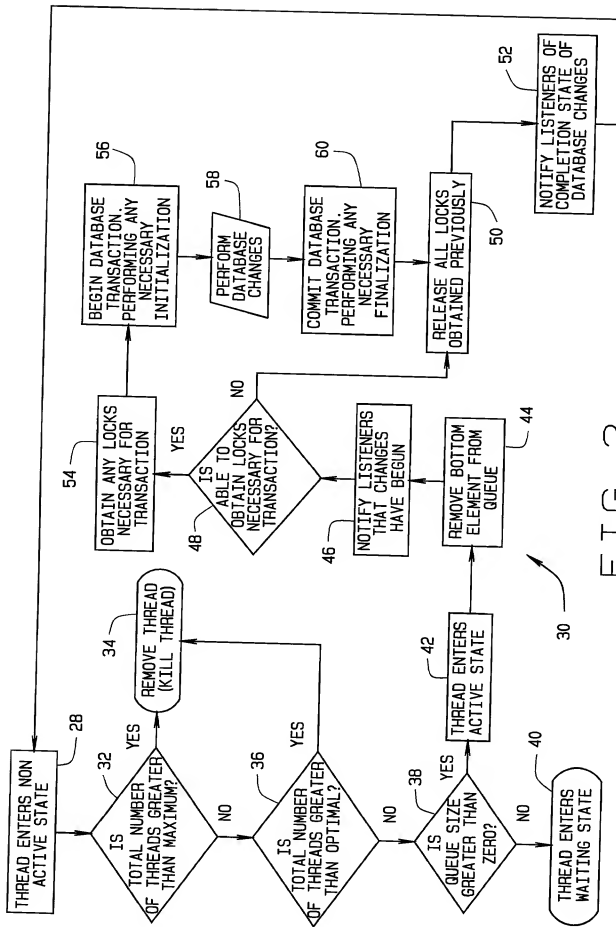 28
THREAD ENTERS NON
ACTIVE STATE
32
IS
TOTAL NUMBER
OF THREADS GREATER
THAN MAXIMUM?
YES
NO
34
REMOVE THREAD
(KILL THREAD)
36
IS
TOTAL NUMBER
OF THREADS GREATER
THAN OPTIMAL?
YES
NO
38
IS
QUEUE SIZE
GREATER THAN
ZERO?
YES
NO
40
THREAD ENTERS
WAITING STATE
42
THREAD ENTERS
ACTIVE STATE
44
REMOVE BOTTOM
ELEMENT FROM
QUEUE
46
NOTIFY LISTENERS
THAT CHANGES
HAVE BEGUN
48
IS
ABLE TO
OBTAIN LOCKS
NECESSARY FOR
TRANSACTION?
YES
NO
54
OBTAIN ANY LOCKS
NECESSARY FOR
TRANSACTION
56
BEGIN DATABASE
TRANSACTION.
PERFORMING ANY
NECESSARY
INITIALIZATION
58
PERFORM
DATABASE
CHANGES
60
COMMIT DATABASE
TRANSACTION.
PERFORMING ANY
NECESSARY
FINALIZATION
RELEASE ALL LOCKS
OBTAINED PREVIOUSLY
50
52
NOTIFY LISTENERS OF
COMPLETION STATE OF
DATABASE CHANGES
30
FIG.